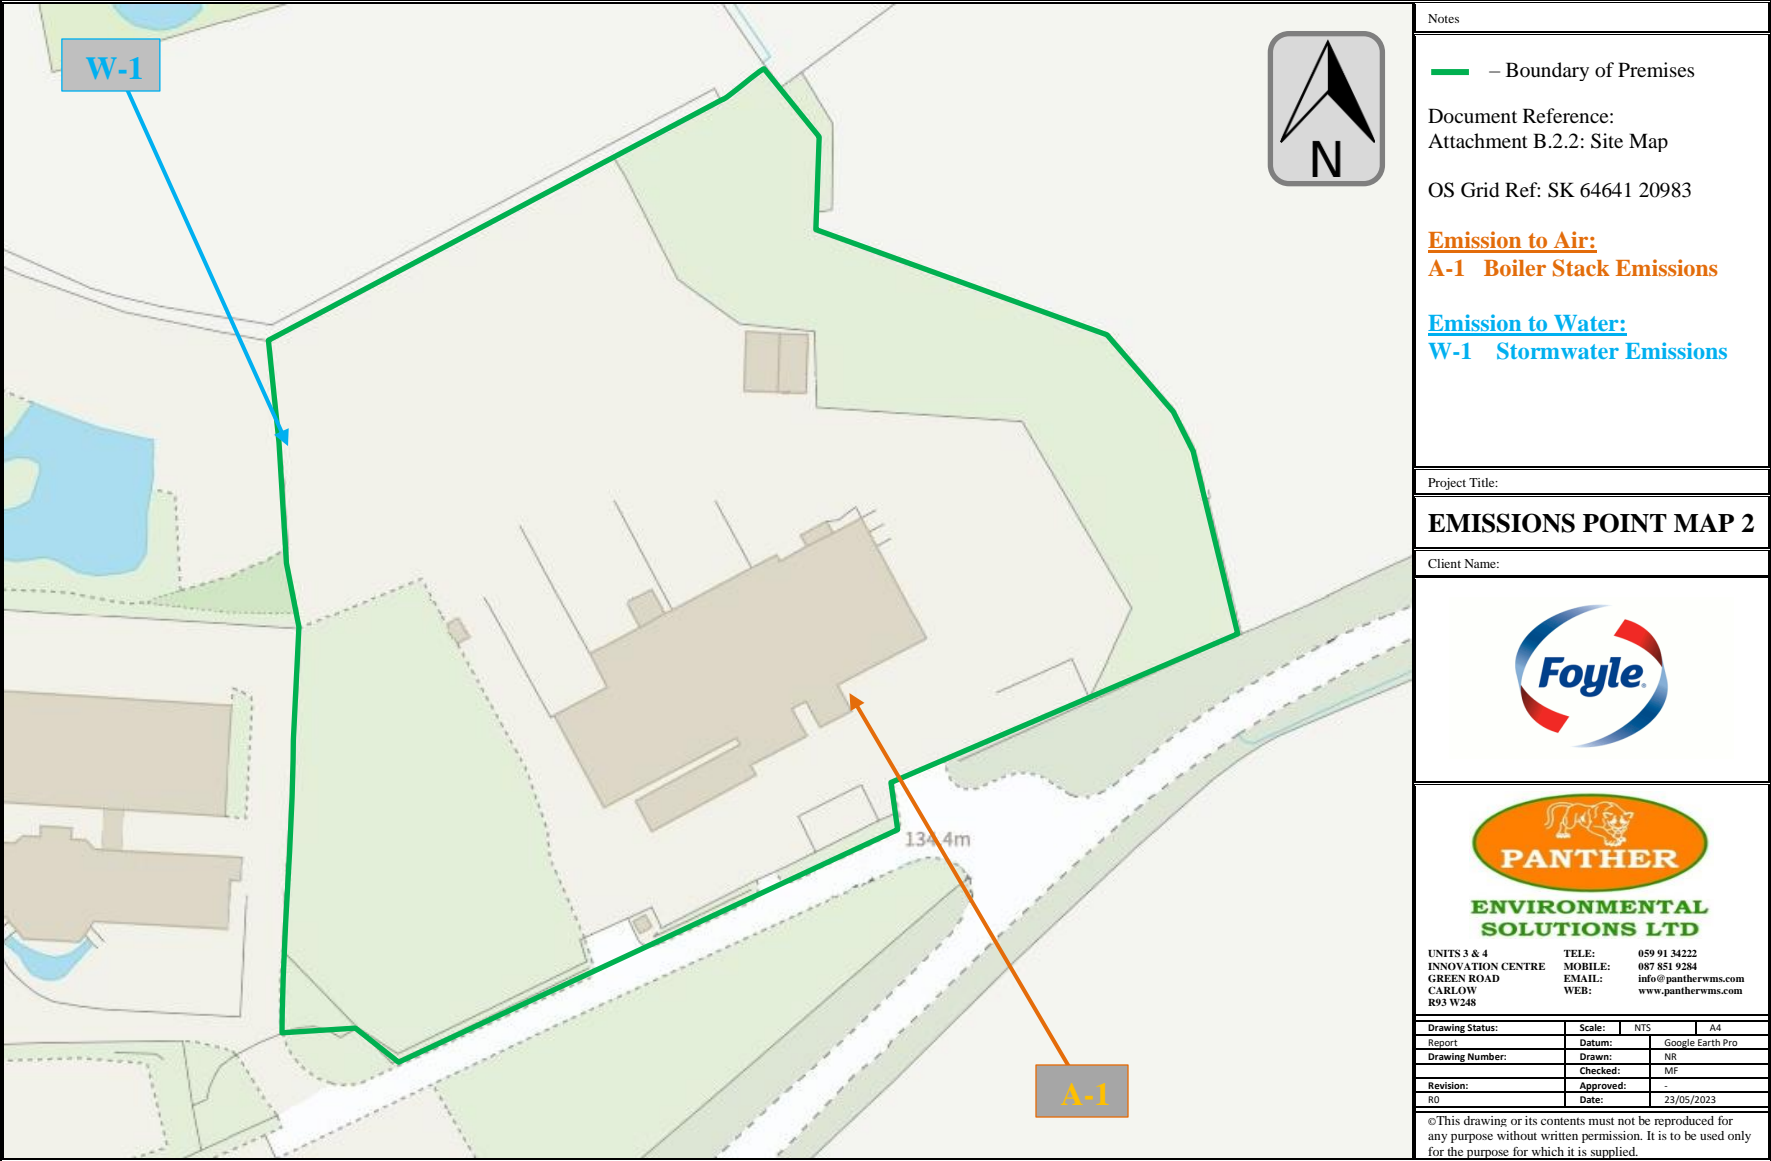 W-1
N
134.4m
A-1
Notes
– Boundary of Premises
Document Reference:
Attachment B.2.2: Site Map
OS Grid Ref: SK 64641 20983
Emission to Air:
A-1 Boiler Stack Emissions
Emission to Water:
W-1 Stormwater Emissions
Project Title:
EMISSIONS POINT MAP 2
Client Name:
Foyle
PANTHER
ENVIRONMENTAL
SOLUTIONS LTD
UNITS 3 & 4 TELE: 059 91 34222
INNOVATION CENTRE MOBILE: 087 851 9284
GREEN ROAD EMAIL: info@pantherwms.com
CARLOW WEB: www.pantherwms.com
R93 W248
Drawing Status: Scale: NTS A4
Report Datum: Google Earth Pro
Drawing Number: Drawn: NR
Checked: MF
Revision: Approved: -
R0 Date: 23/05/2023
©This drawing or its contents must not be reproduced for
any purpose without written permission. It is to be used only
for the purpose for which it is supplied.